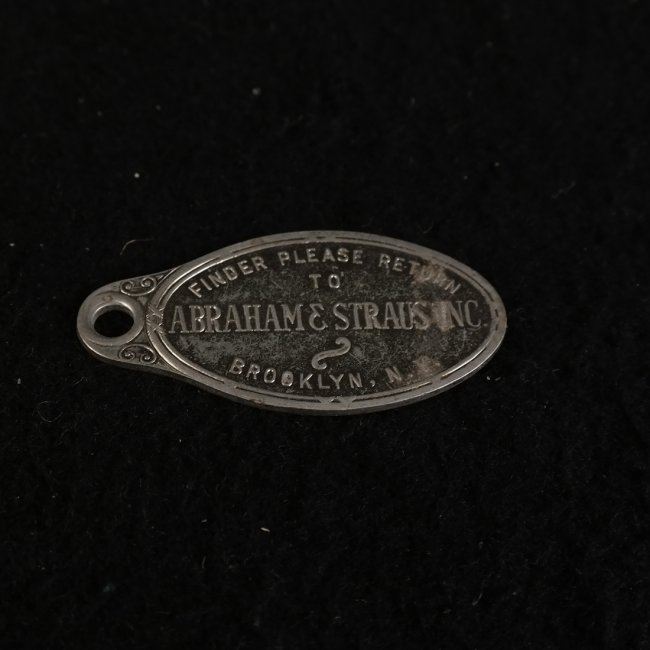 FINDER PLEASE RETURN
TO
ABRAHAM & STRAUS INC.
BROOKLYN, N.Y.